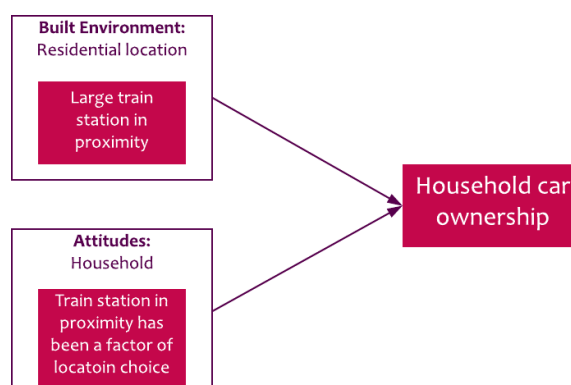 Built Environment:
Residential location
Large train
station in
proximity
Household car
ownership
Attitudes:
Household
Train station in
proximity has
been a factor of
locatoin choice